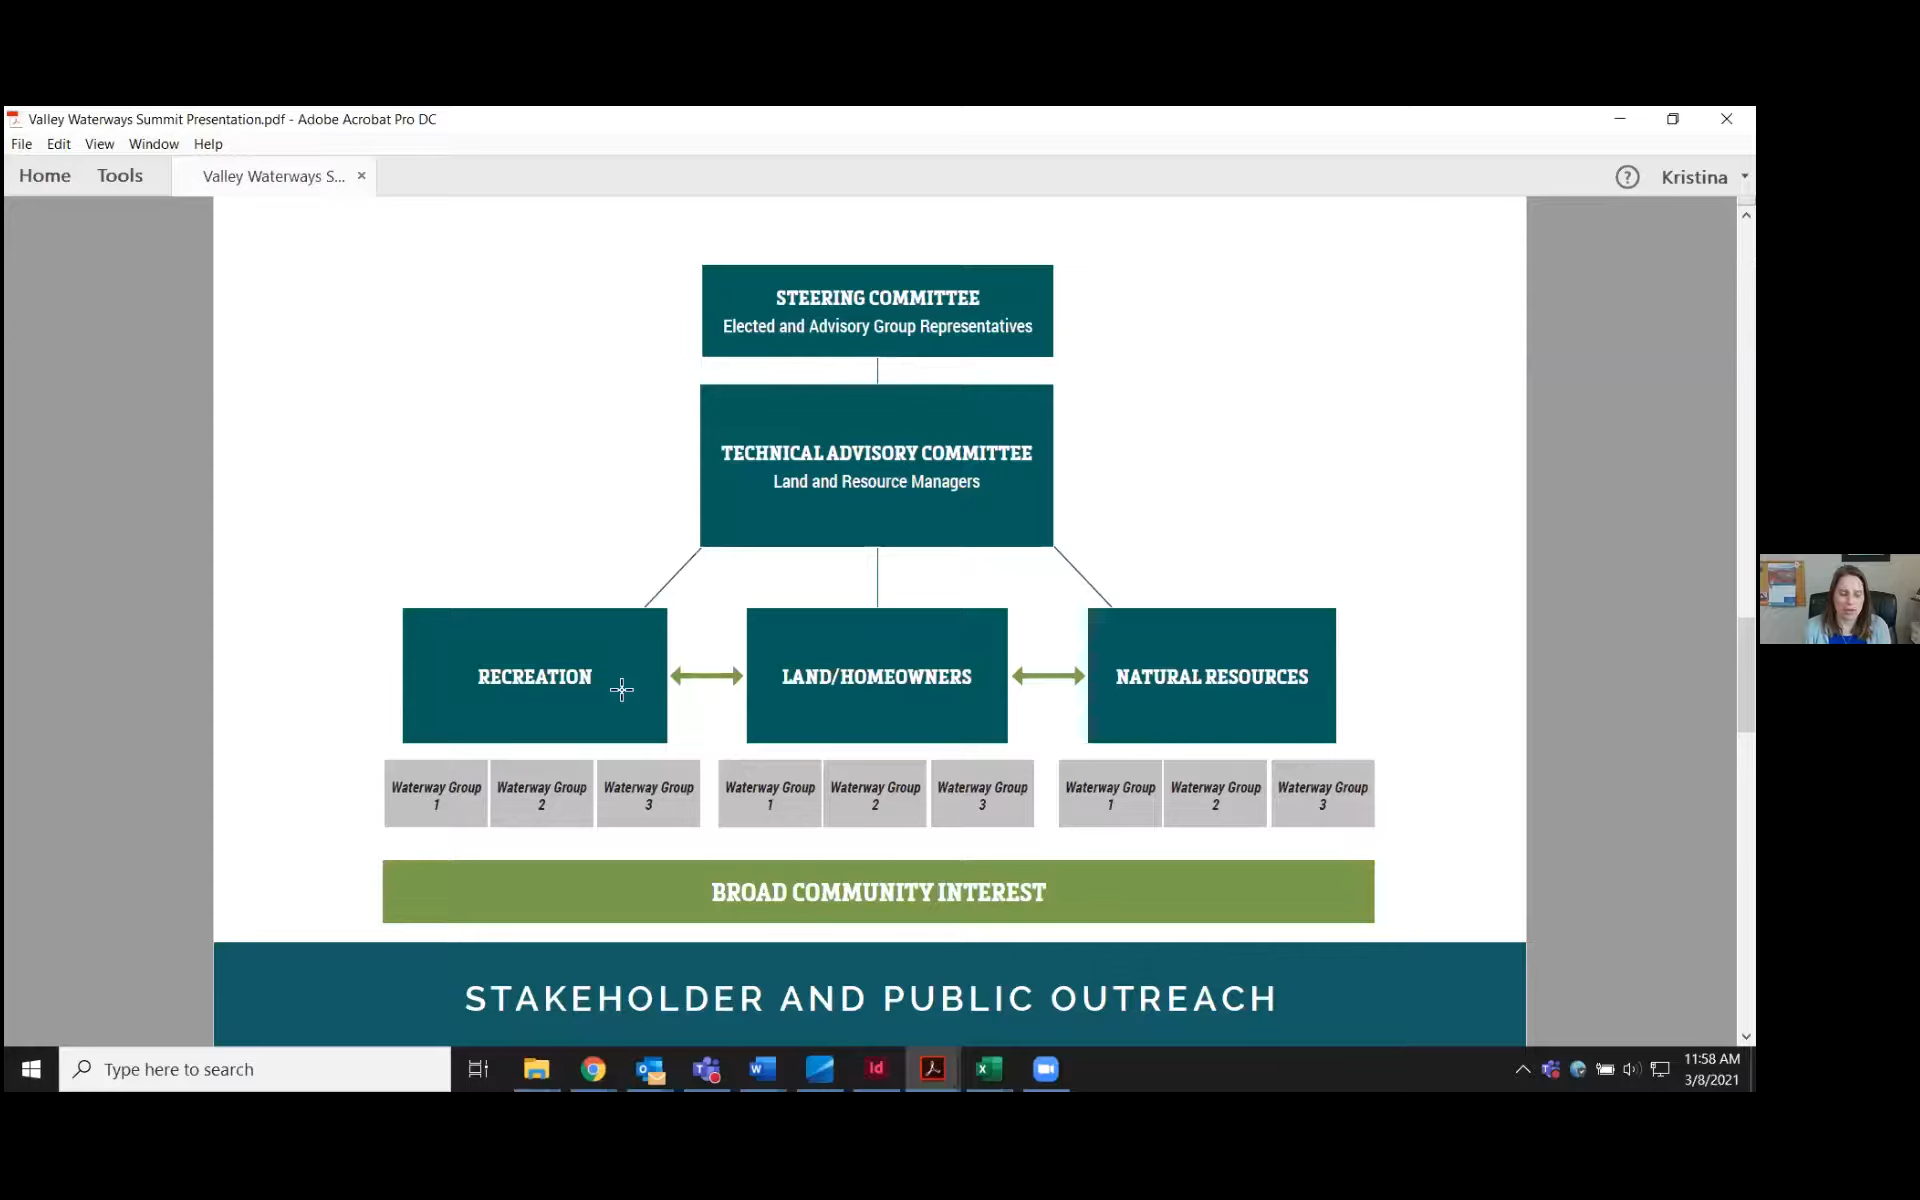 Valley Waterways Summit Presentation.pdf - Adobe Acrobat Pro DC
File Edit View Window Help
Home Tools Valley Waterways S... × ? Kristina
STEERING COMMITTEE
Elected and Advisory Group Representatives
TECHNICAL ADVISORY COMMITTEE
Land and Resource Managers
RECREATION
LAND/HOMEOWNERS
NATURAL RESOURCES
Waterway Group
1
Waterway Group
2
Waterway Group
3
Waterway Group
1
Waterway Group
2
Waterway Group
3
Waterway Group
1
Waterway Group
2
Waterway Group
3
BROAD COMMUNITY INTEREST
STAKEHOLDER AND PUBLIC OUTREACH
Type here to search
Id
11:58 AM
3/8/2021